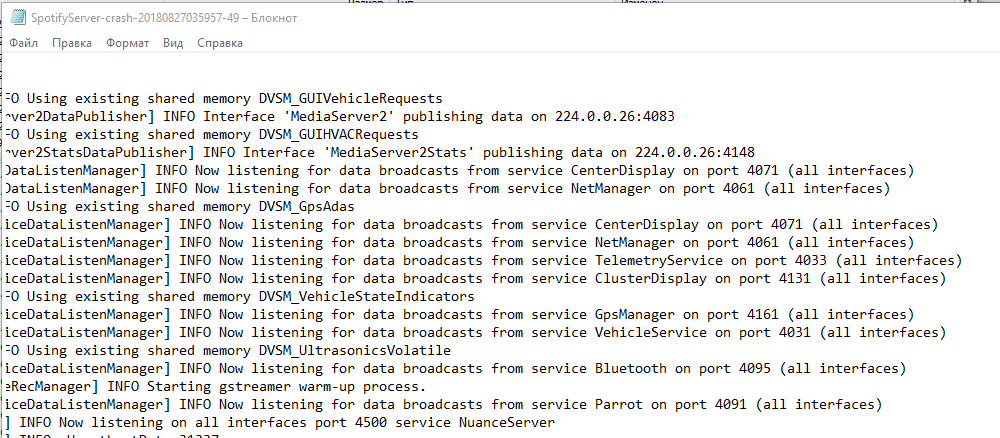 SpotifyServer-crash-20180827035957-49 – Блокнот
Файл Правка Формат Вид Справка
FO Using existing shared memory DVSM_GUIVehicleRequests
rver2DataPublisher] INFO Interface 'MediaServer2' publishing data on 224.0.0.26:4083
FO Using existing shared memory DVSM_GUIHVACRequests
rver2StatsDataPublisher] INFO Interface 'MediaServer2Stats' publishing data on 224.0.0.26:4148
DataListenManager] INFO Now listening for data broadcasts from service CenterDisplay on port 4071 (all interfaces)
DataListenManager] INFO Now listening for data broadcasts from service NetManager on port 4061 (all interfaces)
FO Using existing shared memory DVSM_GpsAdas
iceDataListenManager] INFO Now listening for data broadcasts from service CenterDisplay on port 4071 (all interfaces)
iceDataListenManager] INFO Now listening for data broadcasts from service NetManager on port 4061 (all interfaces)
iceDataListenManager] INFO Now listening for data broadcasts from service TelemetryService on port 4033 (all interfaces)
iceDataListenManager] INFO Now listening for data broadcasts from service ClusterDisplay on port 4131 (all interfaces)
FO Using existing shared memory DVSM_VehicleStateIndicators
iceDataListenManager] INFO Now listening for data broadcasts from service GpsManager on port 4161 (all interfaces)
iceDataListenManager] INFO Now listening for data broadcasts from service VehicleService on port 4031 (all interfaces)
FO Using existing shared memory DVSM_UltrasonicsVolatile
iceDataListenManager] INFO Now listening for data broadcasts from service Bluetooth on port 4095 (all interfaces)
eRecManager] INFO Starting gstreamer warm-up process.
iceDataListenManager] INFO Now listening for data broadcasts from service Parrot on port 4091 (all interfaces)
] INFO Now listening on all interfaces port 4500 service NuanceServer